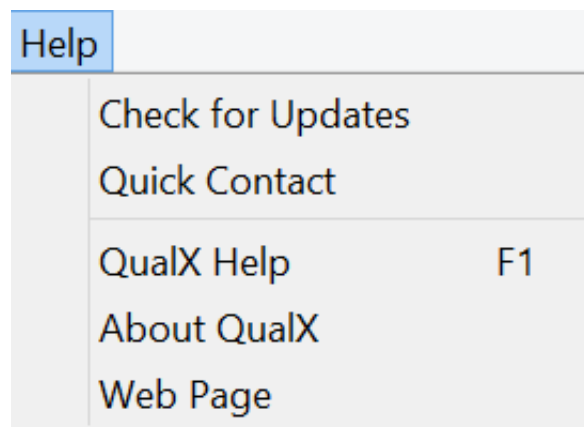 Help
Check for Updates
Quick Contact
QualX Help F1
About QualX
Web Page